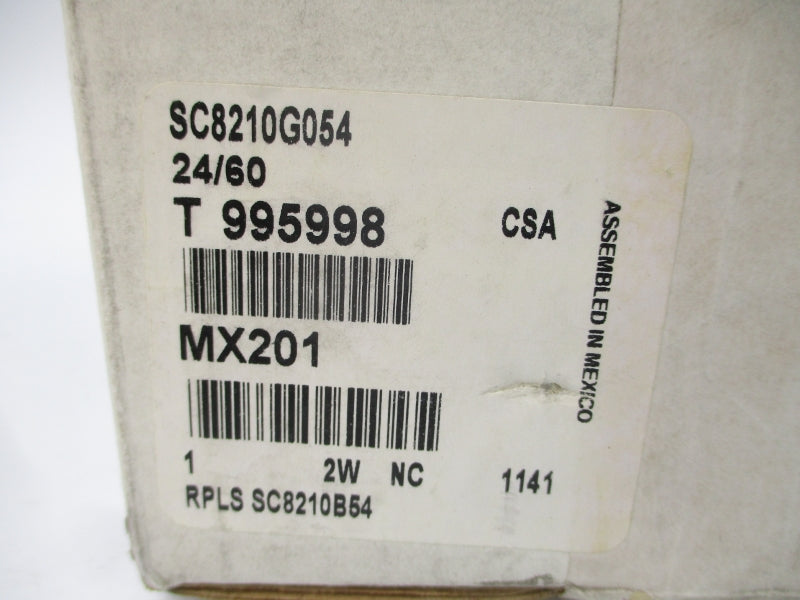 SC8210G054
24/60
T 995998
CSA
MX201
1 2W NC 1141
RPLS SC8210B54
ASSEMBLED IN MEXICO